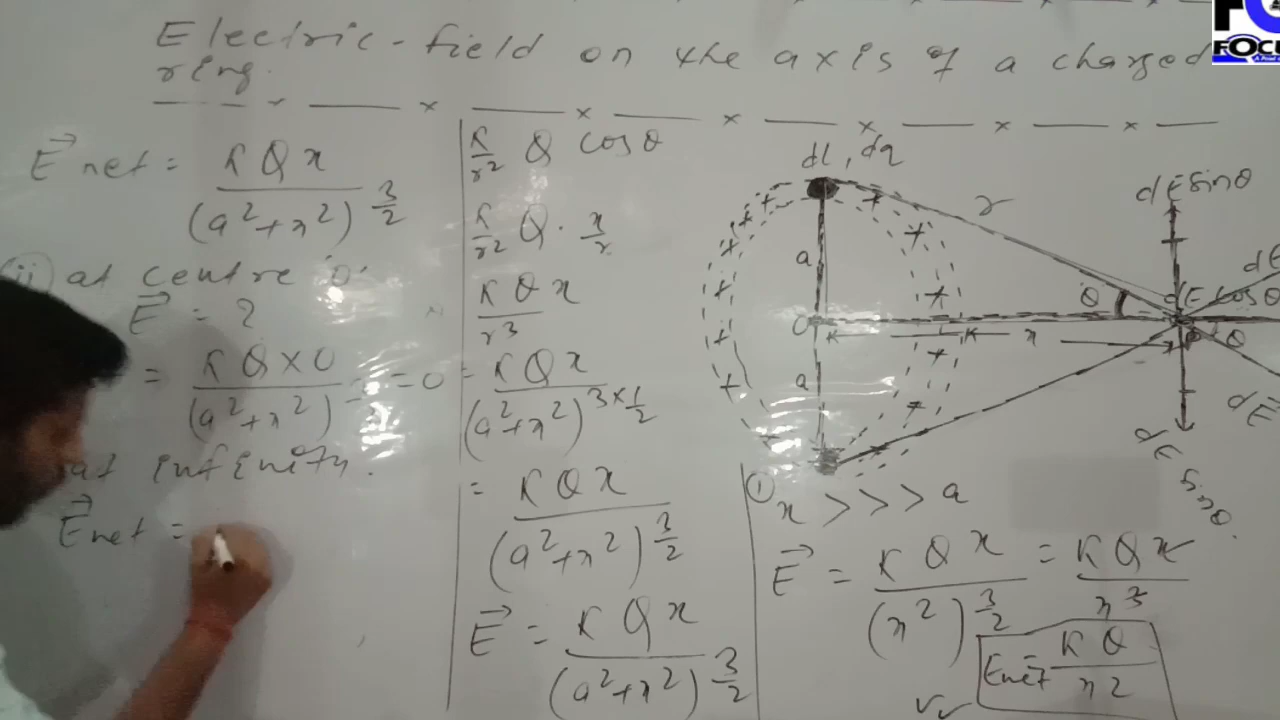 Electric-field on the axis of a charged
ring.
E⃗ net = KQx / (a²+x²)^3/2
(ii) at centre 'o'.
E⃗ = ?
= KQ×0 / (a²+x²)^3/2 = 0
at infinity.
E⃗ net =
K/r² Q cosθ
K/r² Q · x/r
KQx / r³
= KQx / (a²+x²)^3×1/2
= KQx / (a²+x²)^3/2
E⃗ = KQx / (a²+x²)^3/2
dl, dq
a
O
a
r
x
θ
dE sinθ
dE
dE cosθ
P
θ
dE
dE sinθ
① x >>> a
E⃗ = KQx / (x²)^3/2 = KQx / x³
Enet = KQ / x2
FOCU